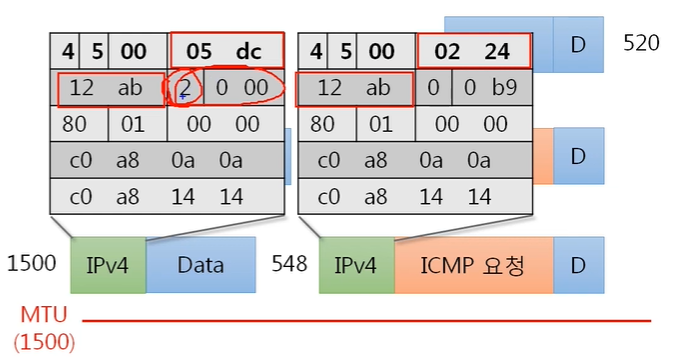 D 520
4 5 00 05 dc
12 ab 2 0 00
80 01 00 00
c0 a8 0a 0a
c0 a8 14 14
4 5 00 02 24
12 ab 0 0 b9
80 01 00 00
c0 a8 0a 0a
c0 a8 14 14
D
1500 IPv4 Data
548 IPv4 ICMP 요청 D
MTU
(1500)